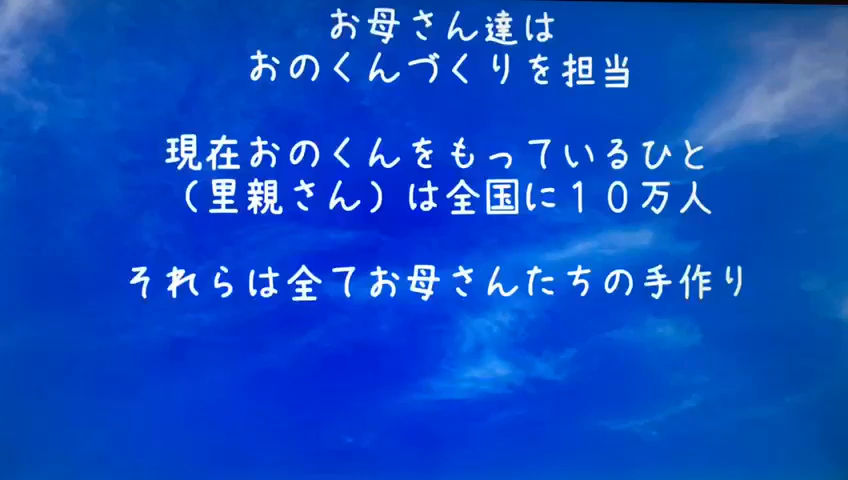 お母さん達は
おのくんづくりを担当
現在おのくんをもっているひと
（里親さん）は全国に１０万人
それらは全てお母さんたちの手作り